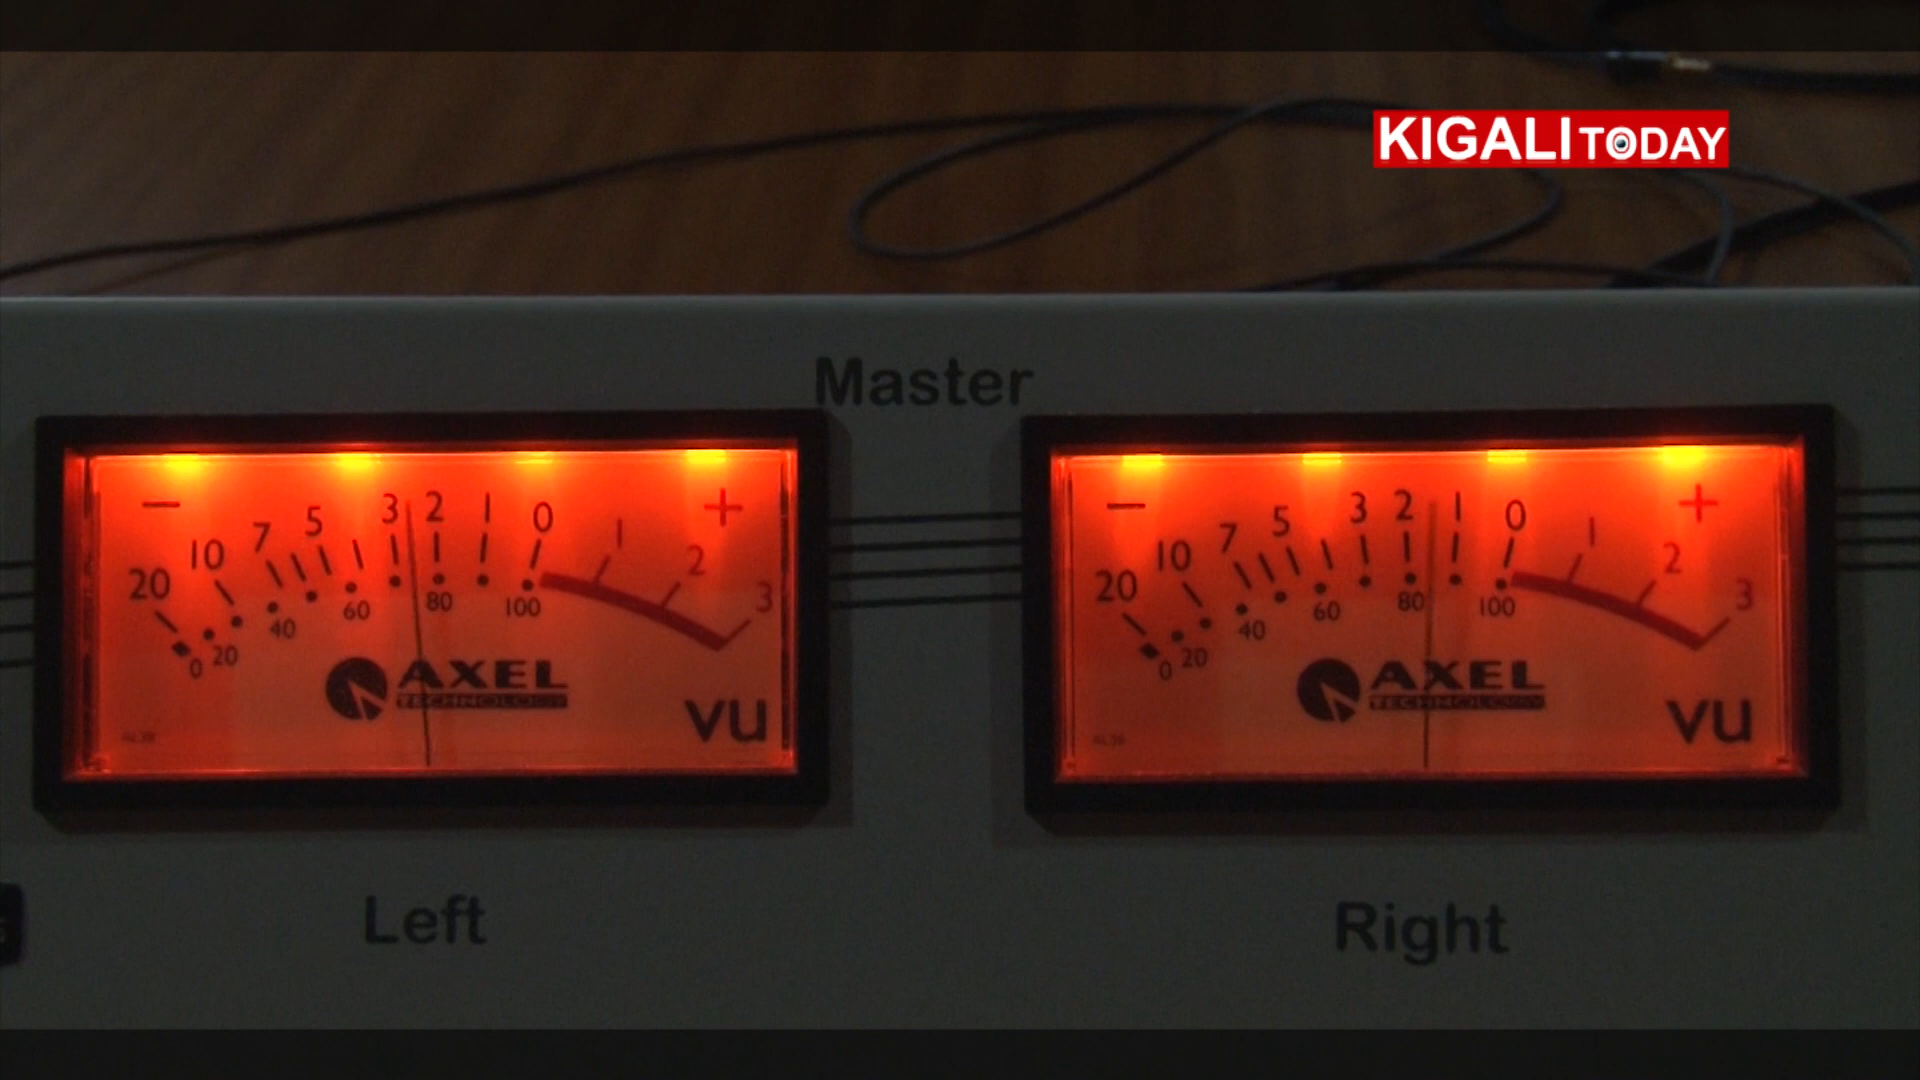 KIGALI TODAY
Master
− 20 10 7 5 3 2 1 0 1 2 3 +
0 20 40 60 80 100
AXEL
TECHNOLOGY
VU
− 20 10 7 5 3 2 1 0 1 2 3 +
0 20 40 60 80 100
AXEL
TECHNOLOGY
VU
Left
Right